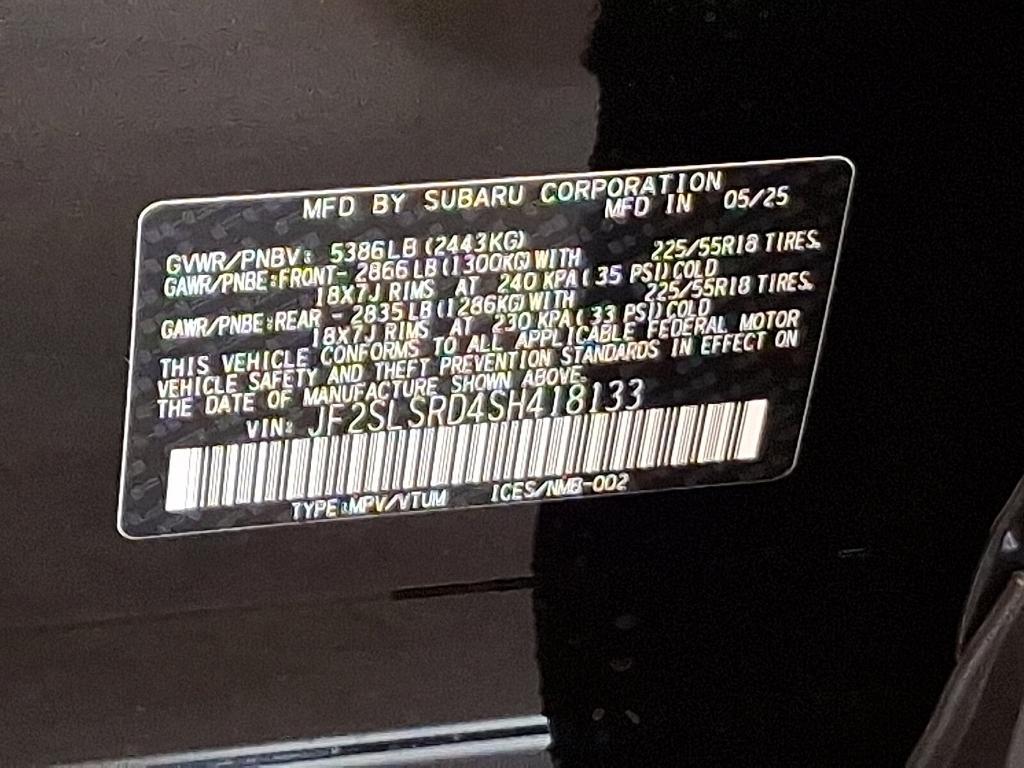 MFD BY SUBARU CORPORATION
MFD IN 05/25
GVWR/PNBV: 5386LB(2443KG)
GAWR/PNBE:FRONT- 2866LB(1300KG)WITH 225/55R18 TIRES,
18X7J RIMS AT 240 KPA( 35 PSI)COLD
GAWR/PNBE:REAR - 2835LB(1286KG)WITH 225/55R18 TIRES,
18X7J RIMS AT 230 KPA( 33 PSI)COLD
THIS VEHICLE CONFORMS TO ALL APPLICABLE FEDERAL MOTOR
VEHICLE SAFETY AND THEFT PREVENTION STANDARDS IN EFFECT ON
THE DATE OF MANUFACTURE SHOWN ABOVE.
VIN: JF2SLSRD4SH418133
TYPE:MPV/VTUM ICES/NMB-002